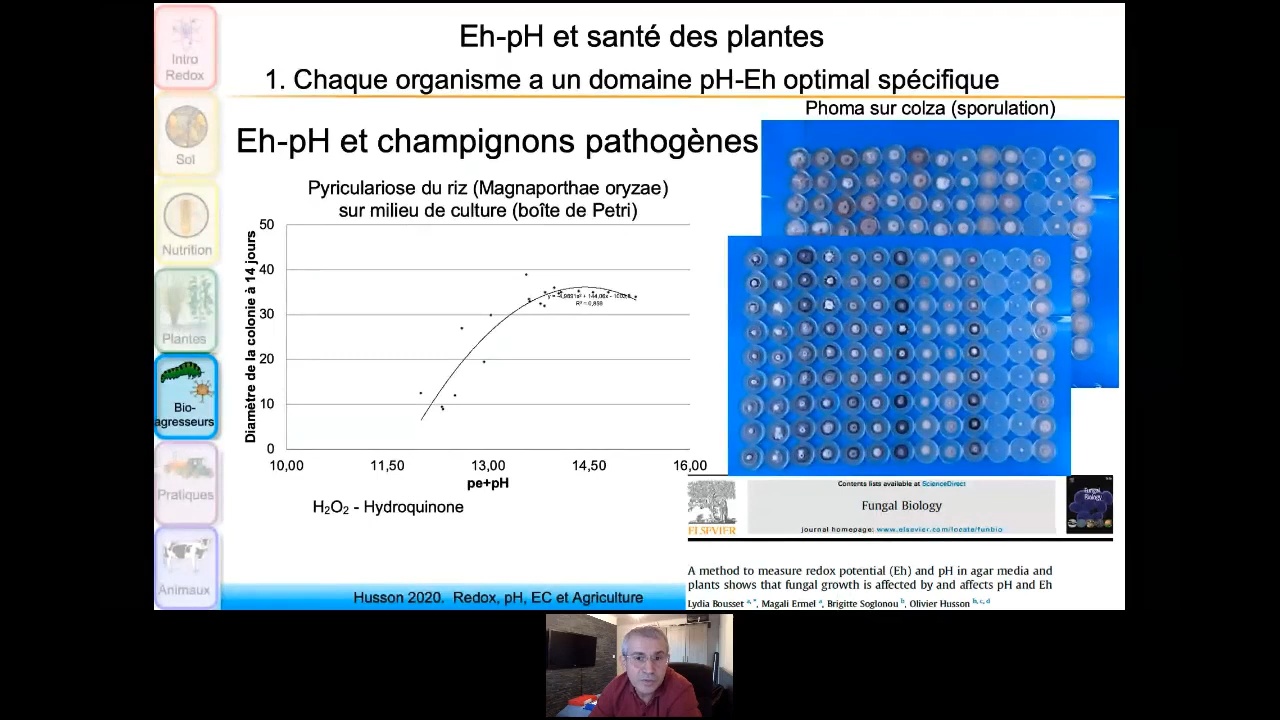 Eh-pH et santé des plantes
1. Chaque organisme a un domaine pH-Eh optimal spécifique
Intro
Redox
Sol
Nutrition
Plantes
Bio-
agresseurs
Pratiques
Animaux
Eh-pH et champignons pathogènes
Phoma sur colza (sporulation)
Pyriculariose du riz (Magnaporthae oryzae)
sur milieu de culture (boîte de Petri)
Diamètre de la colonie à 14 jours
50
40
30
20
10
0
10,00 11,50 13,00 14,50 16,00
pe+pH
H₂O₂ - Hydroquinone
Contents lists available at ScienceDirect
Fungal Biology
journal homepage: www.elsevier.com/locate/funbio
ELSEVIER
Fungal
Biology
A method to measure redox potential (Eh) and pH in agar media and
plants shows that fungal growth is affected by and affects pH and Eh
Lydia Bousset a, *, Magali Ermel a, Brigitte Soglonou b, Olivier Husson b, c, d
Husson 2020. Redox, pH, EC et Agriculture